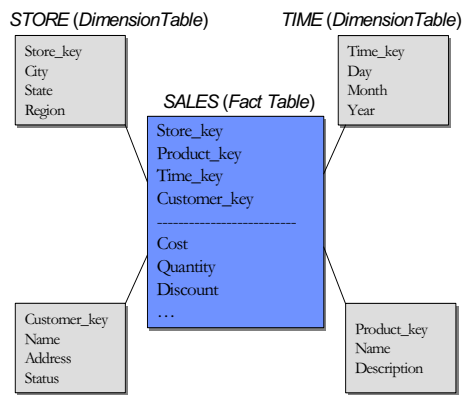 STORE (DimensionTable)
Store_key
City
State
Region
TIME (DimensionTable)
Time_key
Day
Month
Year
SALES (Fact Table)
Store_key
Product_key
Time_key
Customer_key
---------------------------
Cost
Quantity
Discount
…
Customer_key
Name
Address
Status
Product_key
Name
Description